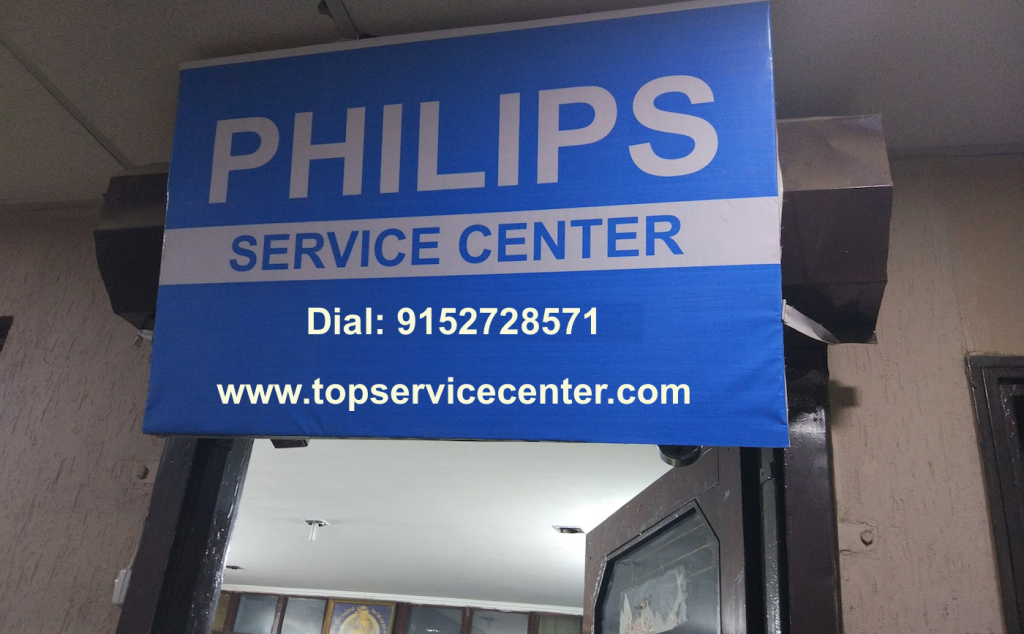 PHILIPS
SERVICE CENTER
Dial: 9152728571
www.topservicecenter.com